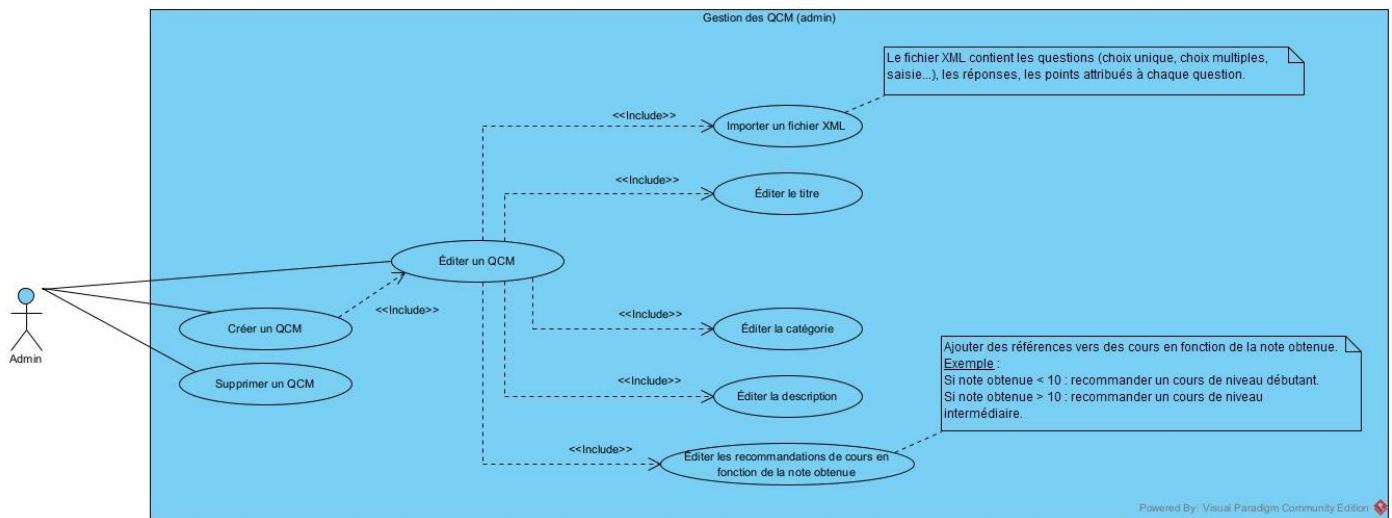 Gestion des QCM (admin)
Le fichier XML contient les questions (choix unique, choix multiples,
saisie...), les réponses, les points attribués à chaque question.
<<Include>>
Importer un fichier XML
<<Include>>
Éditer le titre
Éditer un QCM
<<Include>>
Créer un QCM
Admin
Supprimer un QCM
<<Include>>
Éditer la catégorie
Ajouter des références vers des cours en fonction de la note obtenue.
Exemple :
Si note obtenue < 10 : recommander un cours de niveau débutant.
Si note obtenue > 10 : recommander un cours de niveau
intermédiaire.
<<Include>>
Éditer la description
<<Include>>
Éditer les recommandations de cours en
fonction de la note obtenue
Powered By: Visual Paradigm Community Edition